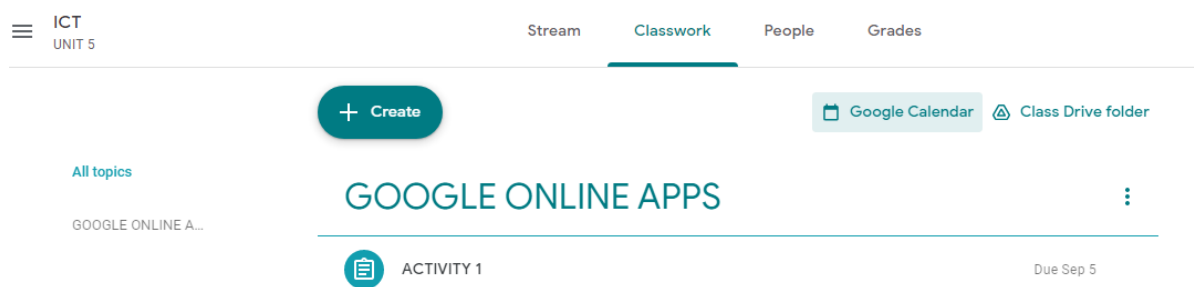 ICT
UNIT 5
Stream Classwork People Grades
Create
Google Calendar Class Drive folder
All topics
GOOGLE ONLINE A...
GOOGLE ONLINE APPS
ACTIVITY 1 Due Sep 5